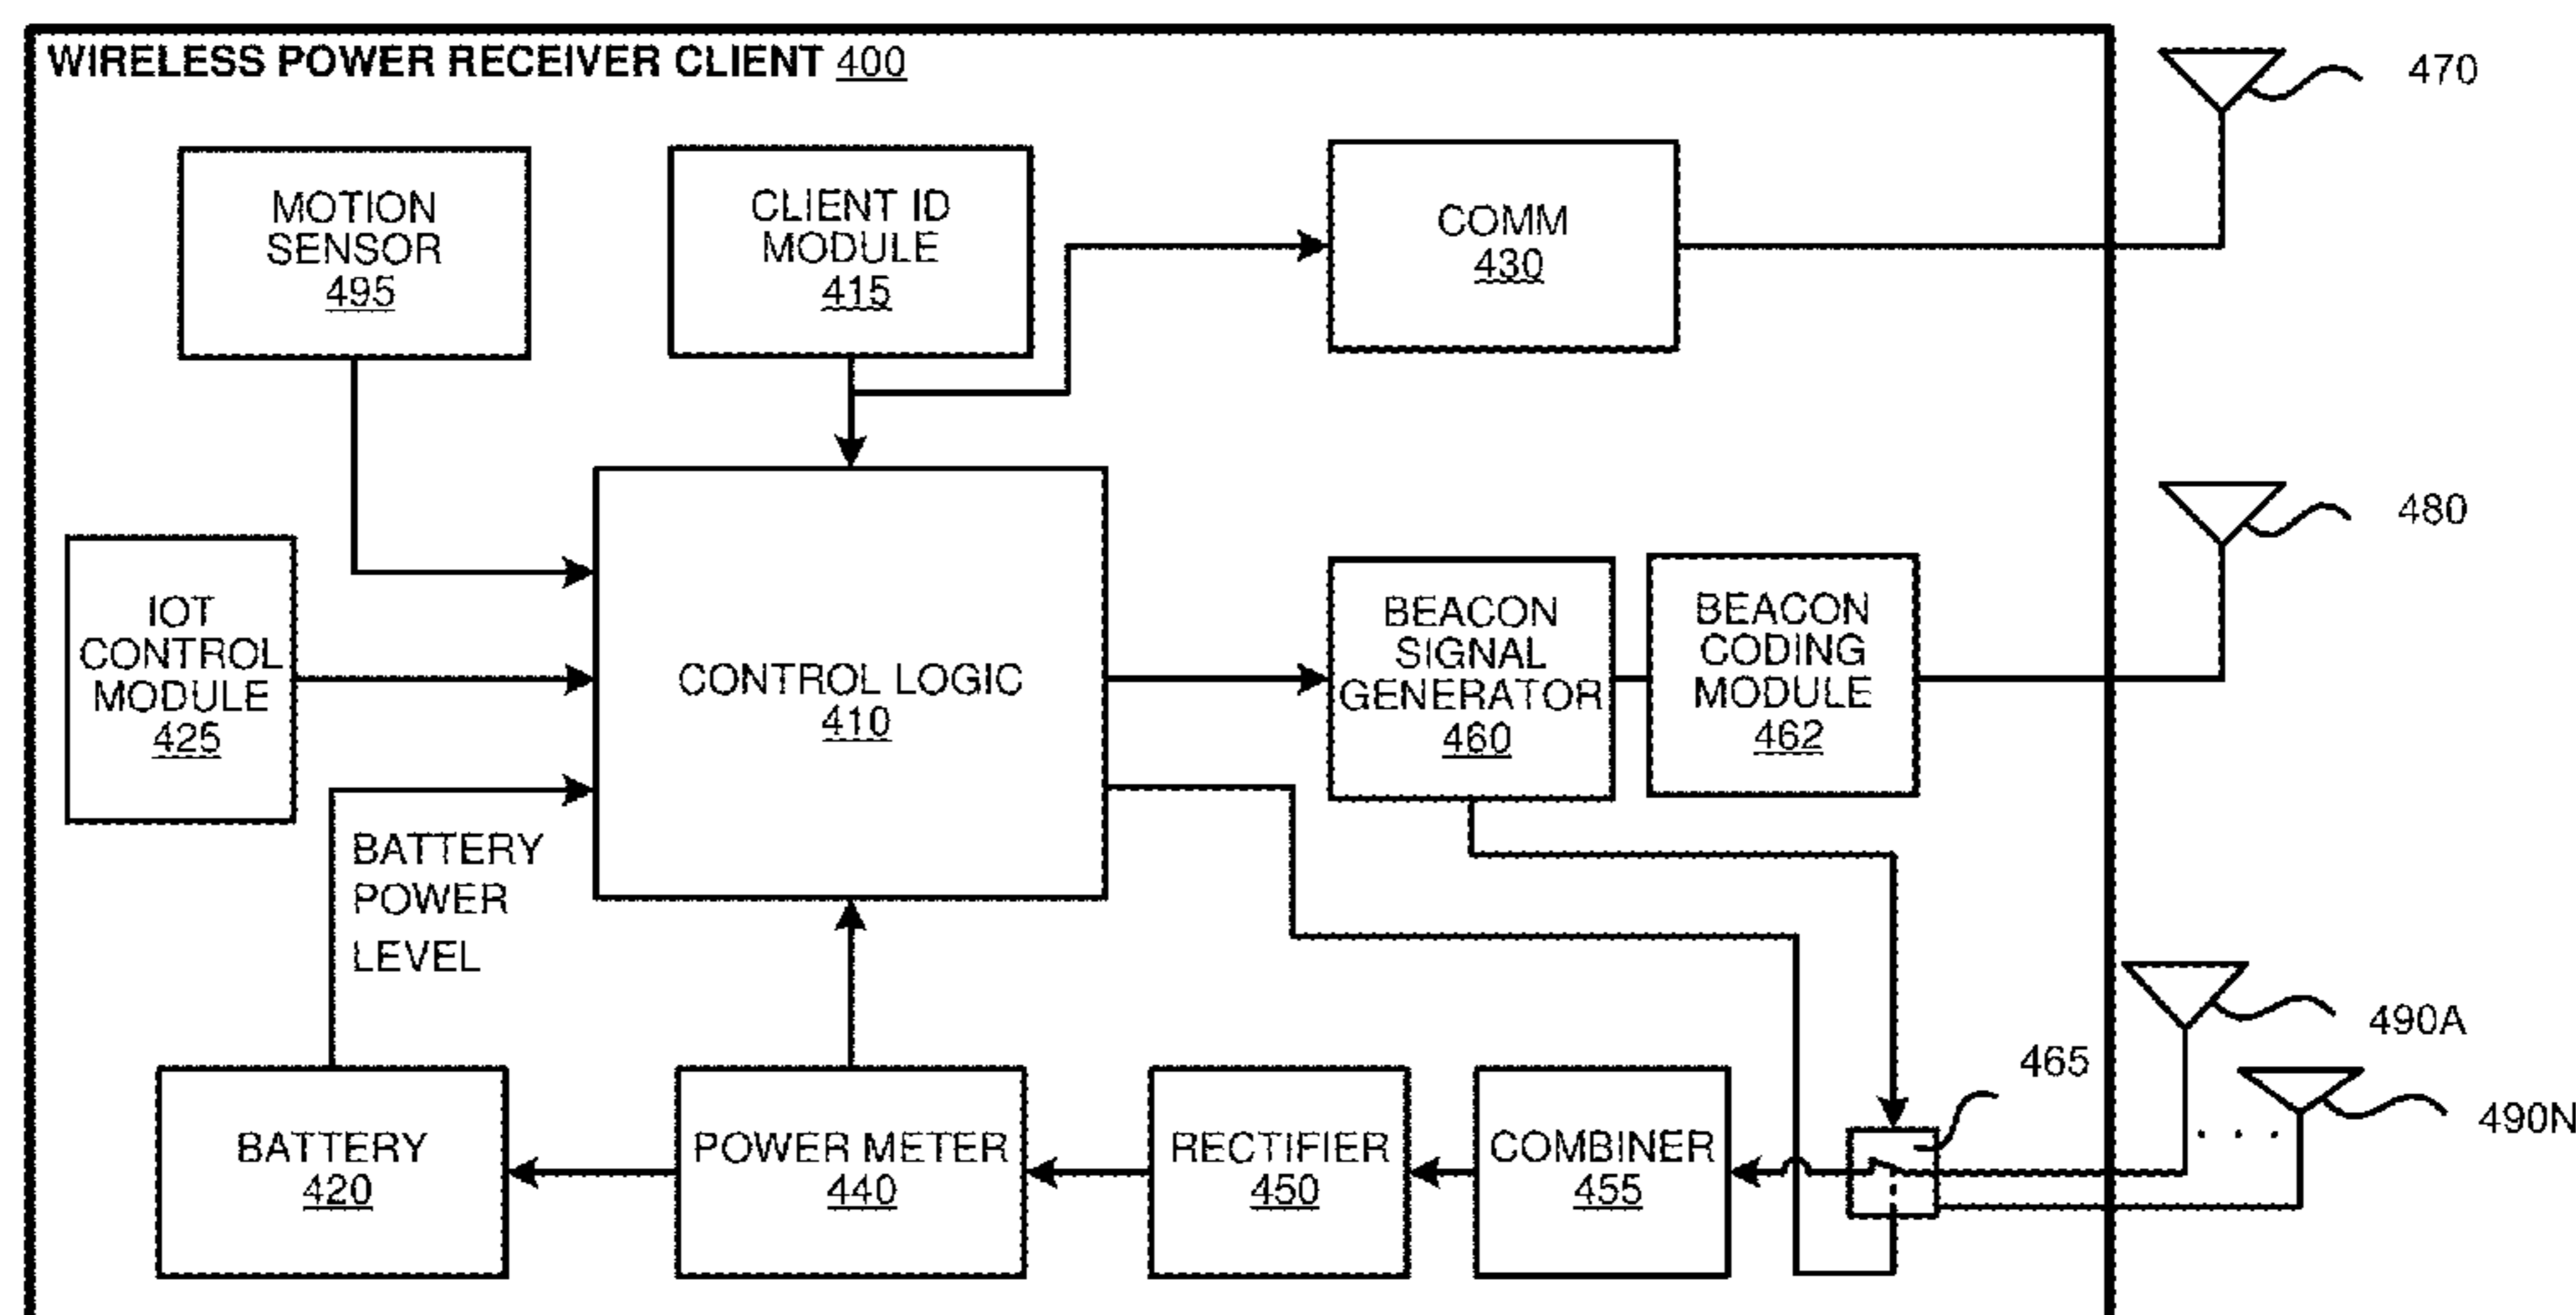 WIRELESS POWER RECEIVER CLIENT 400
470
MOTION
SENSOR
495
CLIENT ID
MODULE
415
COMM
430
480
IOT
CONTROL
MODULE
425
CONTROL LOGIC
410
BEACON
SIGNAL
GENERATOR
460
BEACON
CODING
MODULE
462
BATTERY
POWER
LEVEL
490A
465
490N
BATTERY
420
POWER METER
440
RECTIFIER
450
COMBINER
455